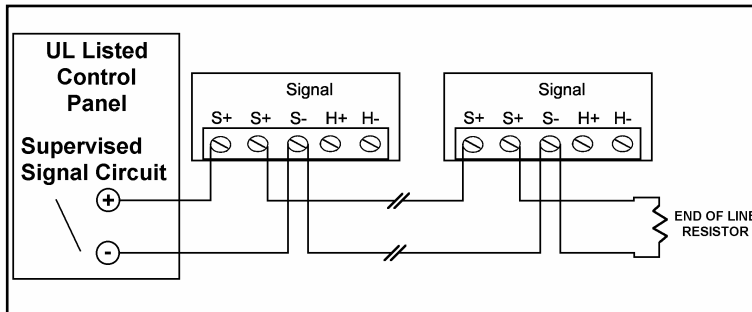 UL Listed
Control
Panel
Supervised
Signal Circuit
+
-
Signal
S+ S+ S- H+ H-
Signal
S+ S+ S- H+ H-
END OF LINE
RESISTOR